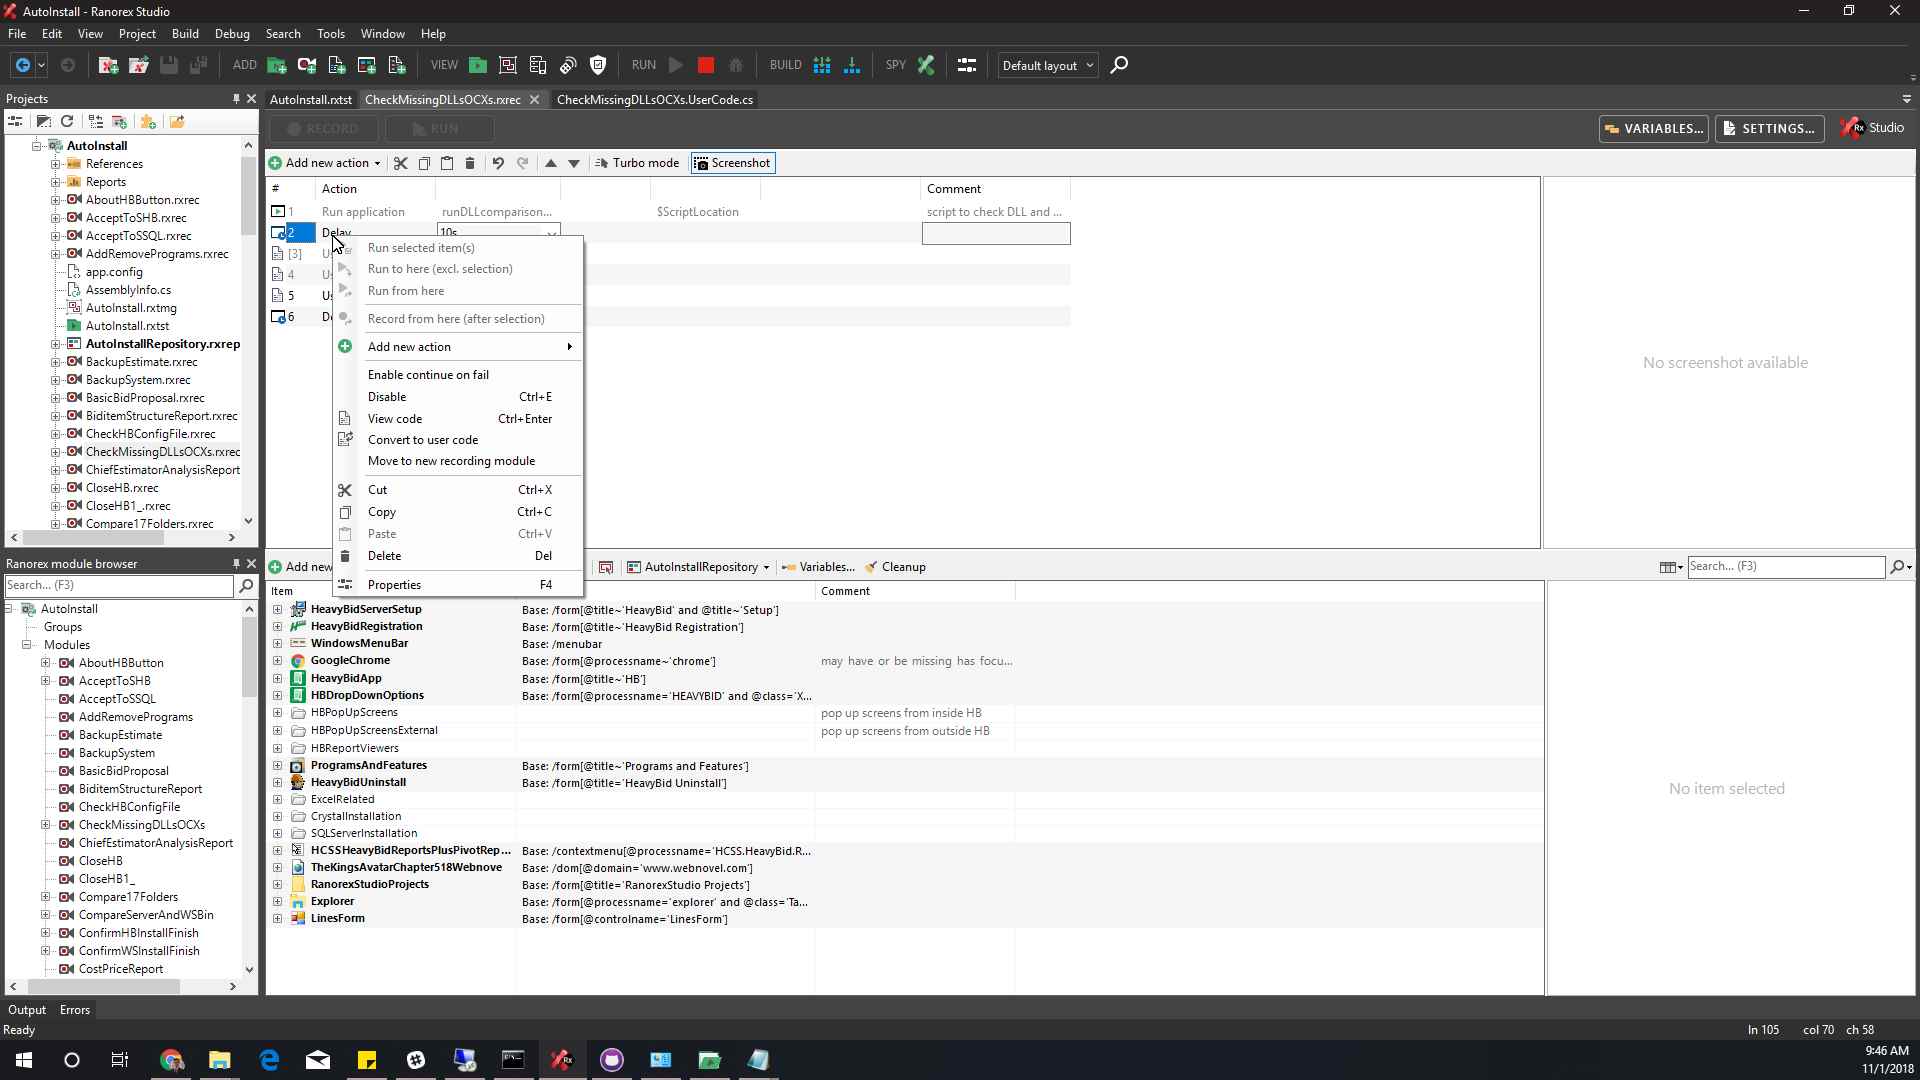 AutoInstall - Ranorex Studio
File Edit View Project Build Debug Search Tools Window Help
ADD VIEW RUN BUILD SPY Default layout
Projects
AutoInstall.rxtst CheckMissingDLLsOCXs.rxrec CheckMissingDLLsOCXs.UserCode.cs
RECORD RUN VARIABLES... SETTINGS... Rx Studio
Add new action Turbo mode Screenshot
AutoInstall
References
Reports
AboutHBButton.rxrec
AcceptToSHB.rxrec
AcceptToSSQL.rxrec
AddRemovePrograms.rxrec
app.config
AssemblyInfo.cs
AutoInstall.rxtmg
AutoInstall.rxtst
AutoInstallRepository.rxrep
BackupEstimate.rxrec
BackupSystem.rxrec
BasicBidProposal.rxrec
BiditemStructureReport.rxrec
CheckHBConfigFile.rxrec
CheckMissingDLLsOCXs.rxrec
ChiefEstimatorAnalysisReport
CloseHB.rxrec
CloseHB1_.rxrec
Compare17Folders.rxrec
# Action Comment
1 Run application runDLLcomparison... $ScriptLocation script to check DLL and ...
2 Delay 10s
[3] Us
4 Us
5 Us
6 De
Run selected item(s)
Run to here (excl. selection)
Run from here
Record from here (after selection)
Add new action
Enable continue on fail
Disable Ctrl+E
View code Ctrl+Enter
Convert to user code
Move to new recording module
Cut Ctrl+X
Copy Ctrl+C
Paste Ctrl+V
Delete Del
Properties F4
No screenshot available
Ranorex module browser
Search... (F3)
AutoInstall
Groups
Modules
AboutHBButton
AcceptToSHB
AcceptToSSQL
AddRemovePrograms
BackupEstimate
BackupSystem
BasicBidProposal
BiditemStructureReport
CheckHBConfigFile
CheckMissingDLLsOCXs
ChiefEstimatorAnalysisReport
CloseHB
CloseHB1_
Compare17Folders
CompareServerAndWSBin
ConfirmHBInstallFinish
ConfirmWSInstallFinish
CostPriceReport
Add new AutoInstallRepository Variables... Cleanup Search... (F3)
Item Comment
HeavyBidServerSetup Base: /form[@title~'HeavyBid' and @title~'Setup']
HeavyBidRegistration Base: /form[@title~'HeavyBid Registration']
WindowsMenuBar Base: /menubar
GoogleChrome Base: /form[@processname~'chrome'] may have or be missing has focu...
HeavyBidApp Base: /form[@title~'HB']
HBDropDownOptions Base: /form[@processname='HEAVYBID' and @class='X...
HBPopUpScreens pop up screens from inside HB
HBPopUpScreensExternal pop up screens from outside HB
HBReportViewers
ProgramsAndFeatures Base: /form[@title~'Programs and Features']
HeavyBidUninstall Base: /form[@title='HeavyBid Uninstall']
ExcelRelated
CrystalInstallation
SQLServerInstallation
HCSSHeavyBidReportsPlusPivotRep... Base: /contextmenu[@processname='HCSS.HeavyBid.R...
TheKingsAvatarChapter518Webnove Base: /dom[@domain='www.webnovel.com']
RanorexStudioProjects Base: /form[@title='RanorexStudio Projects']
Explorer Base: /form[@processname='explorer' and @class='Ta...
LinesForm Base: /form[@controlname='LinesForm']
No item selected
Output Errors
Ready ln 105 col 70 ch 58
9:46 AM
11/1/2018